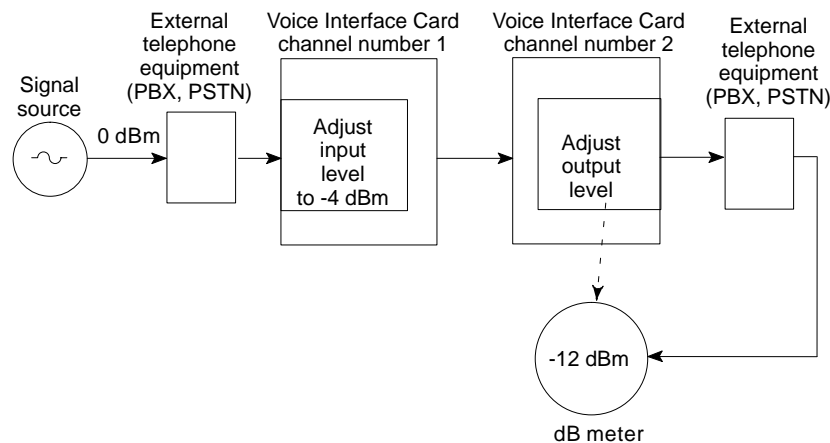 External
telephone
equipment
(PBX, PSTN)
Voice Interface Card
channel number 1
Voice Interface Card
channel number 2
External
telephone
equipment
(PBX, PSTN)
Signal
source
0 dBm
Adjust
input
level
to -4 dBm
Adjust
output
level
-12 dBm
dB meter